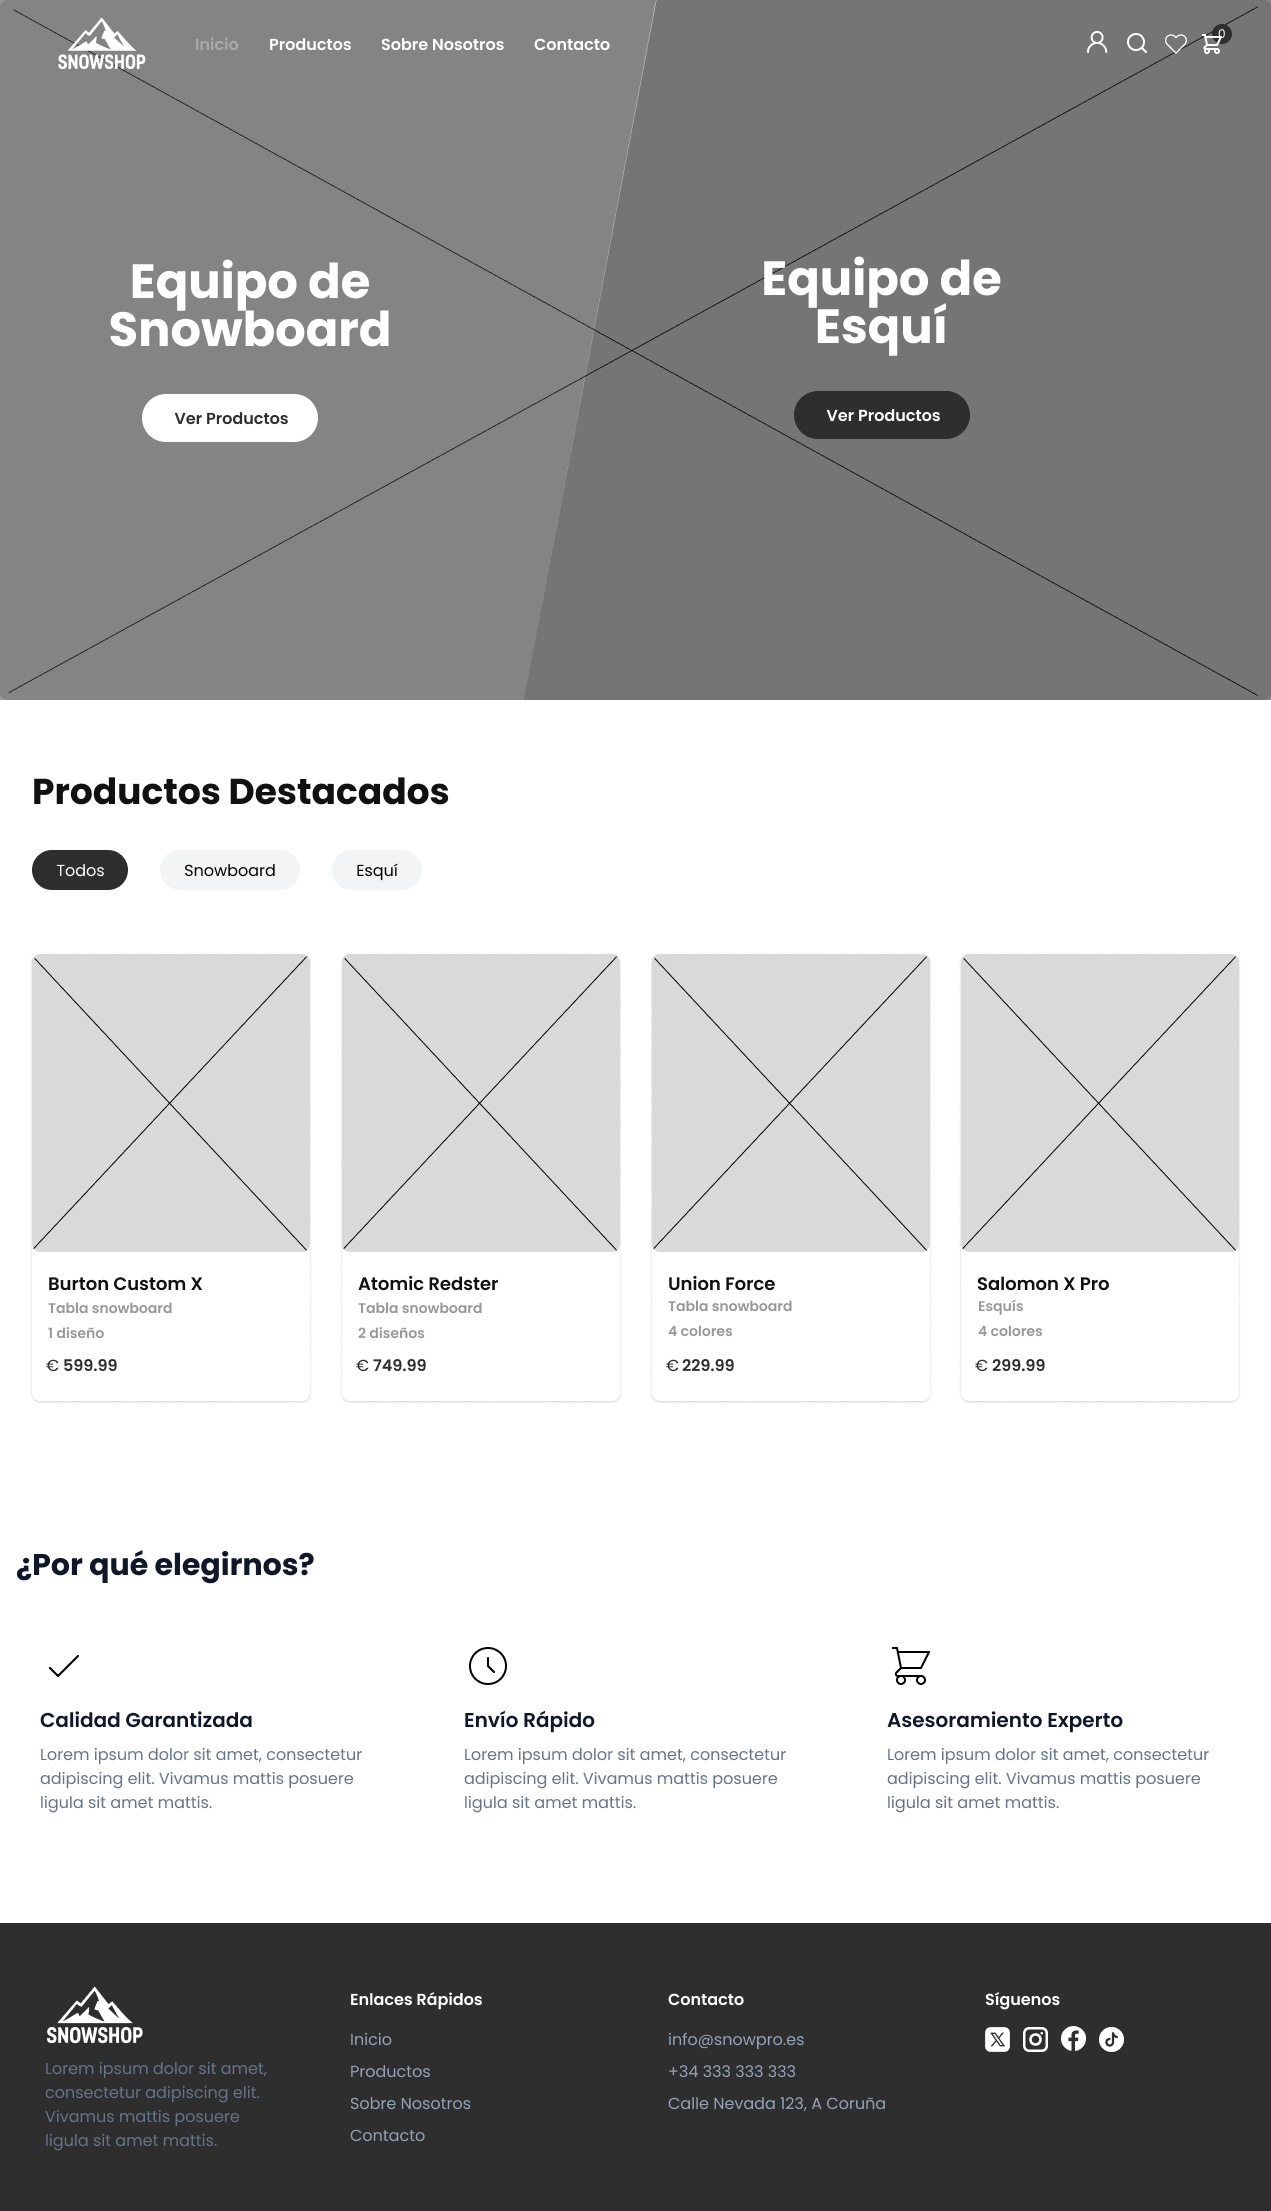 SNOWSHOP
Inicio
Productos
Sobre Nosotros
Contacto
0
Equipo de
Snowboard
Ver Productos
Equipo de
Esquí
Ver Productos
Productos Destacados
Todos
Snowboard
Esquí
Burton Custom X
Tabla snowboard
1 diseño
€ 599.99
Atomic Redster
Tabla snowboard
2 diseños
€ 749.99
Union Force
Tabla snowboard
4 colores
€ 229.99
Salomon X Pro
Esquís
4 colores
€ 299.99
¿Por qué elegirnos?
Calidad Garantizada
Lorem ipsum dolor sit amet, consectetur
adipiscing elit. Vivamus mattis posuere
ligula sit amet mattis.
Envío Rápido
Lorem ipsum dolor sit amet, consectetur
adipiscing elit. Vivamus mattis posuere
ligula sit amet mattis.
Asesoramiento Experto
Lorem ipsum dolor sit amet, consectetur
adipiscing elit. Vivamus mattis posuere
ligula sit amet mattis.
SNOWSHOP
Lorem ipsum dolor sit amet,
consectetur adipiscing elit.
Vivamus mattis posuere
ligula sit amet mattis.
Enlaces Rápidos
Inicio
Productos
Sobre Nosotros
Contacto
Contacto
info@snowpro.es
+34 333 333 333
Calle Nevada 123, A Coruña
Síguenos